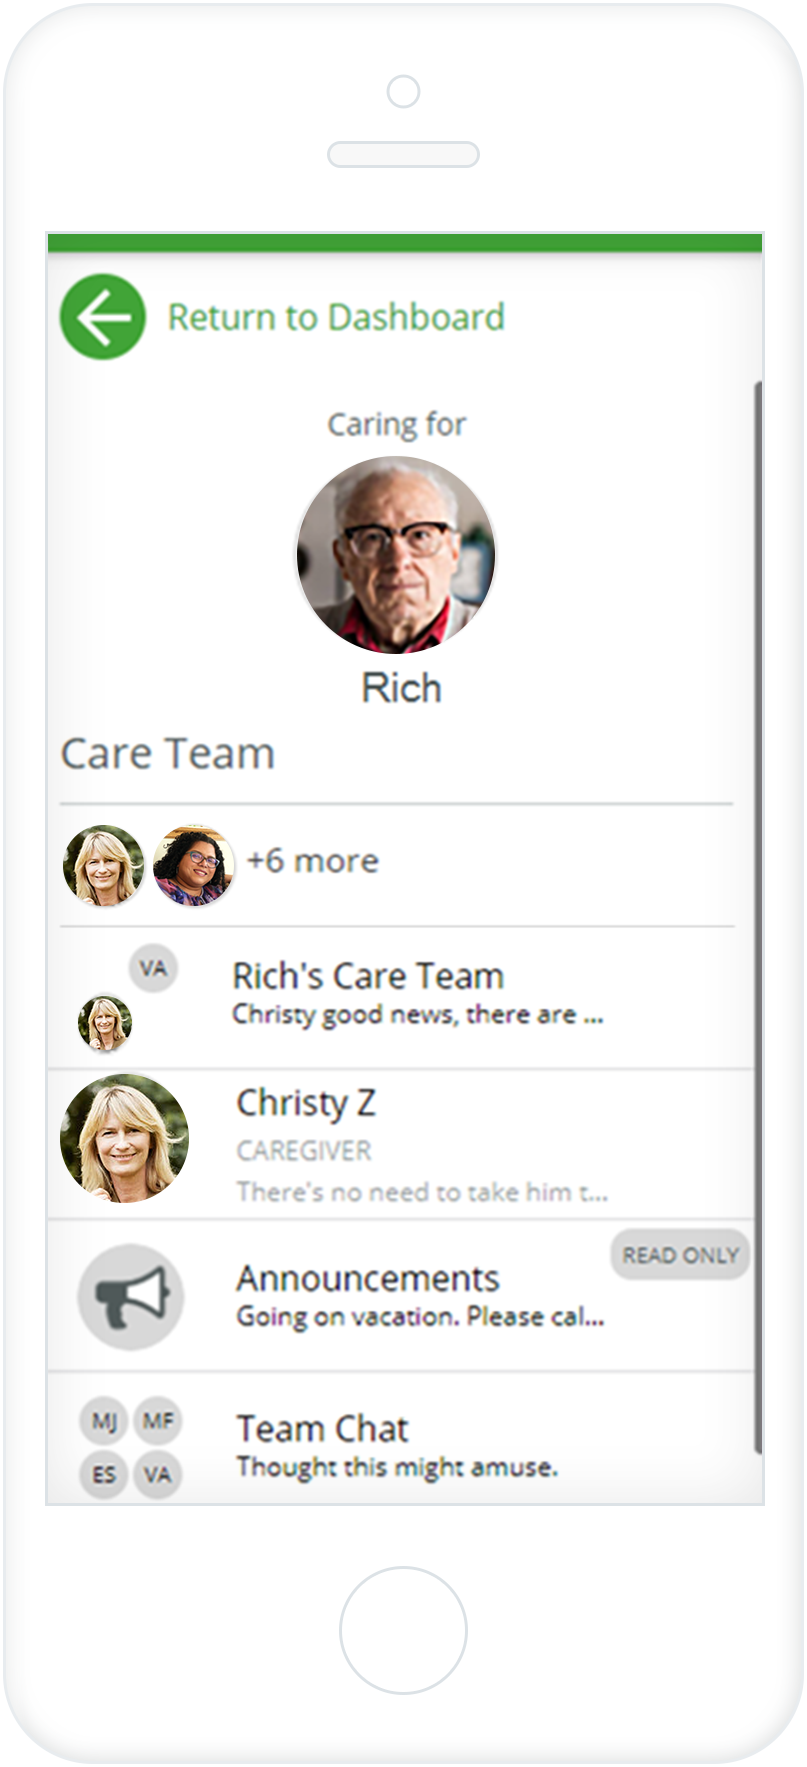 Return to Dashboard
Caring for
Rich
Care Team
+6 more
VA
Rich's Care Team
Christy good news, there are ...
Christy Z
CAREGIVER
There's no need to take him t...
READ ONLY
Announcements
Going on vacation. Please cal...
MJ MF
Team Chat
ES VA
Thought this might amuse.